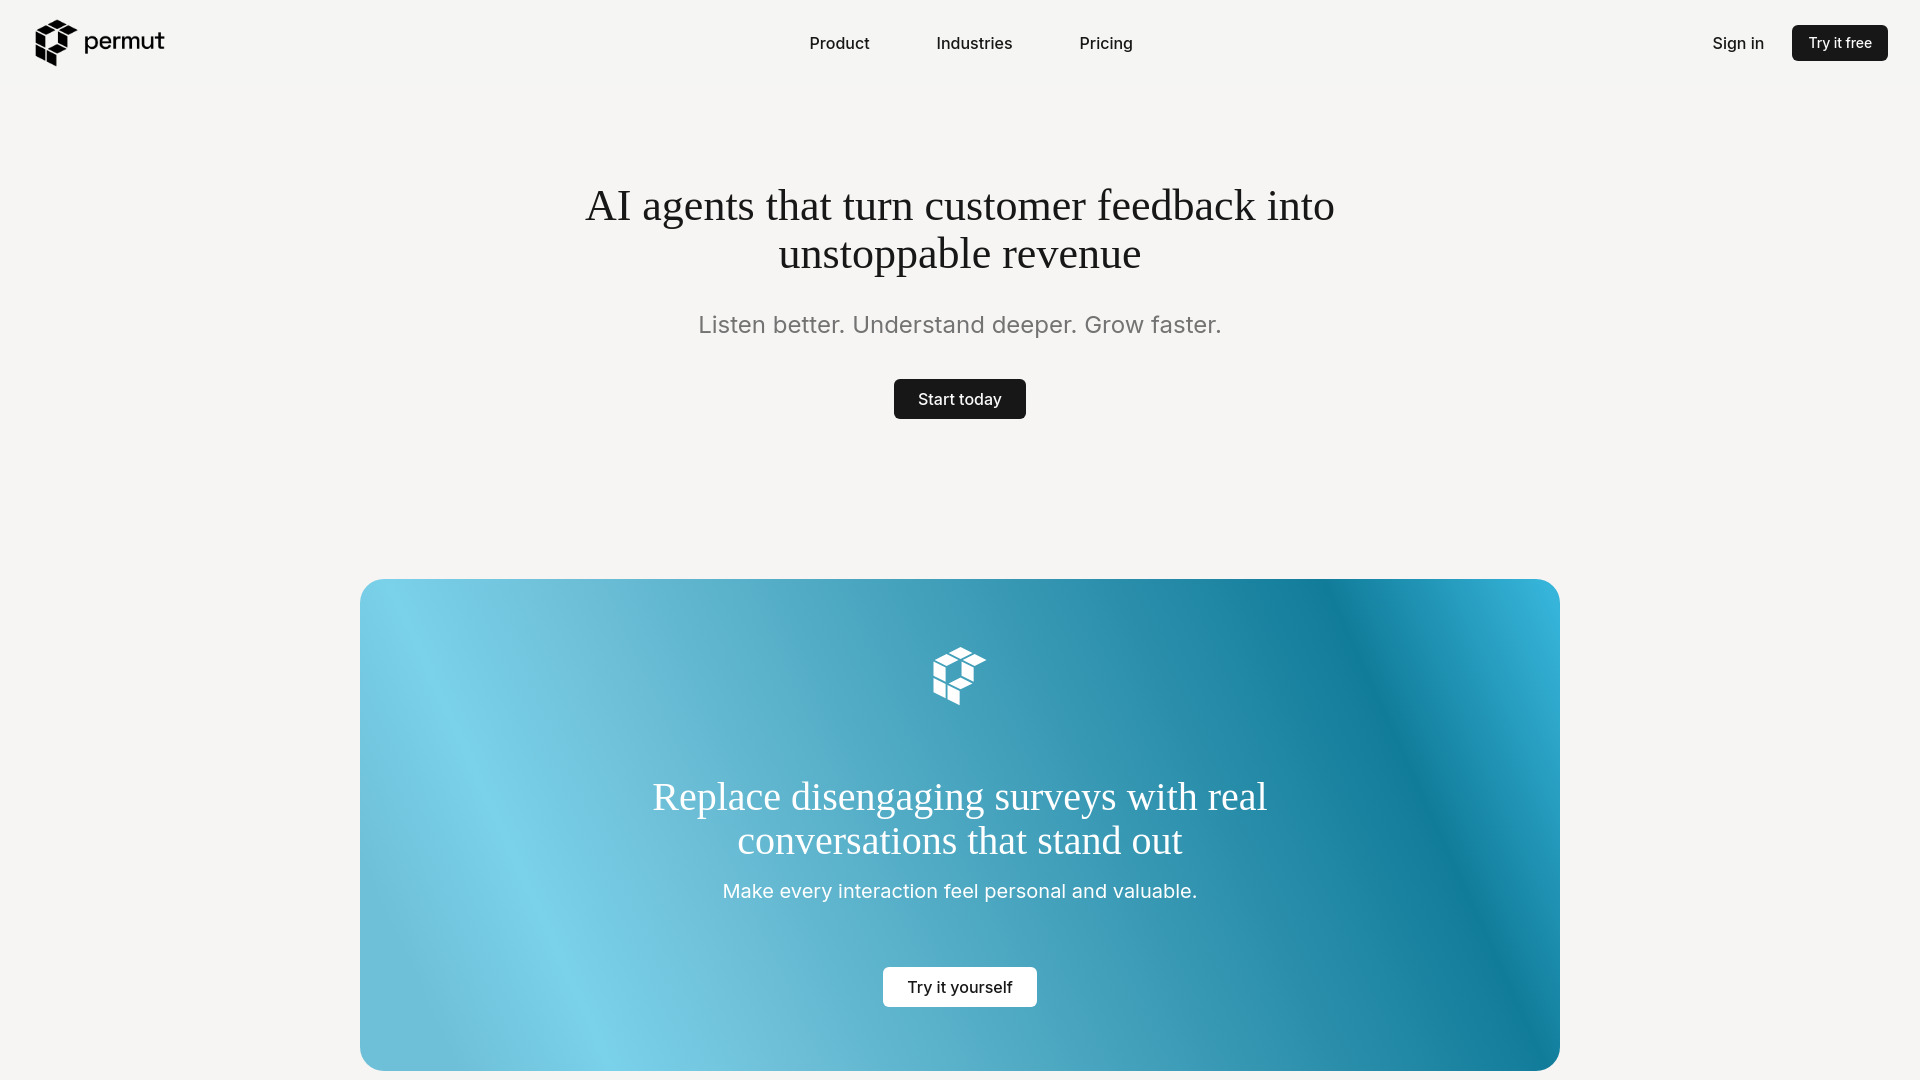 permut
Product
Industries
Pricing
Sign in
Try it free
AI agents that turn customer feedback into
unstoppable revenue
Listen better. Understand deeper. Grow faster.
Start today
Replace disengaging surveys with real
conversations that stand out
Make every interaction feel personal and valuable.
Try it yourself